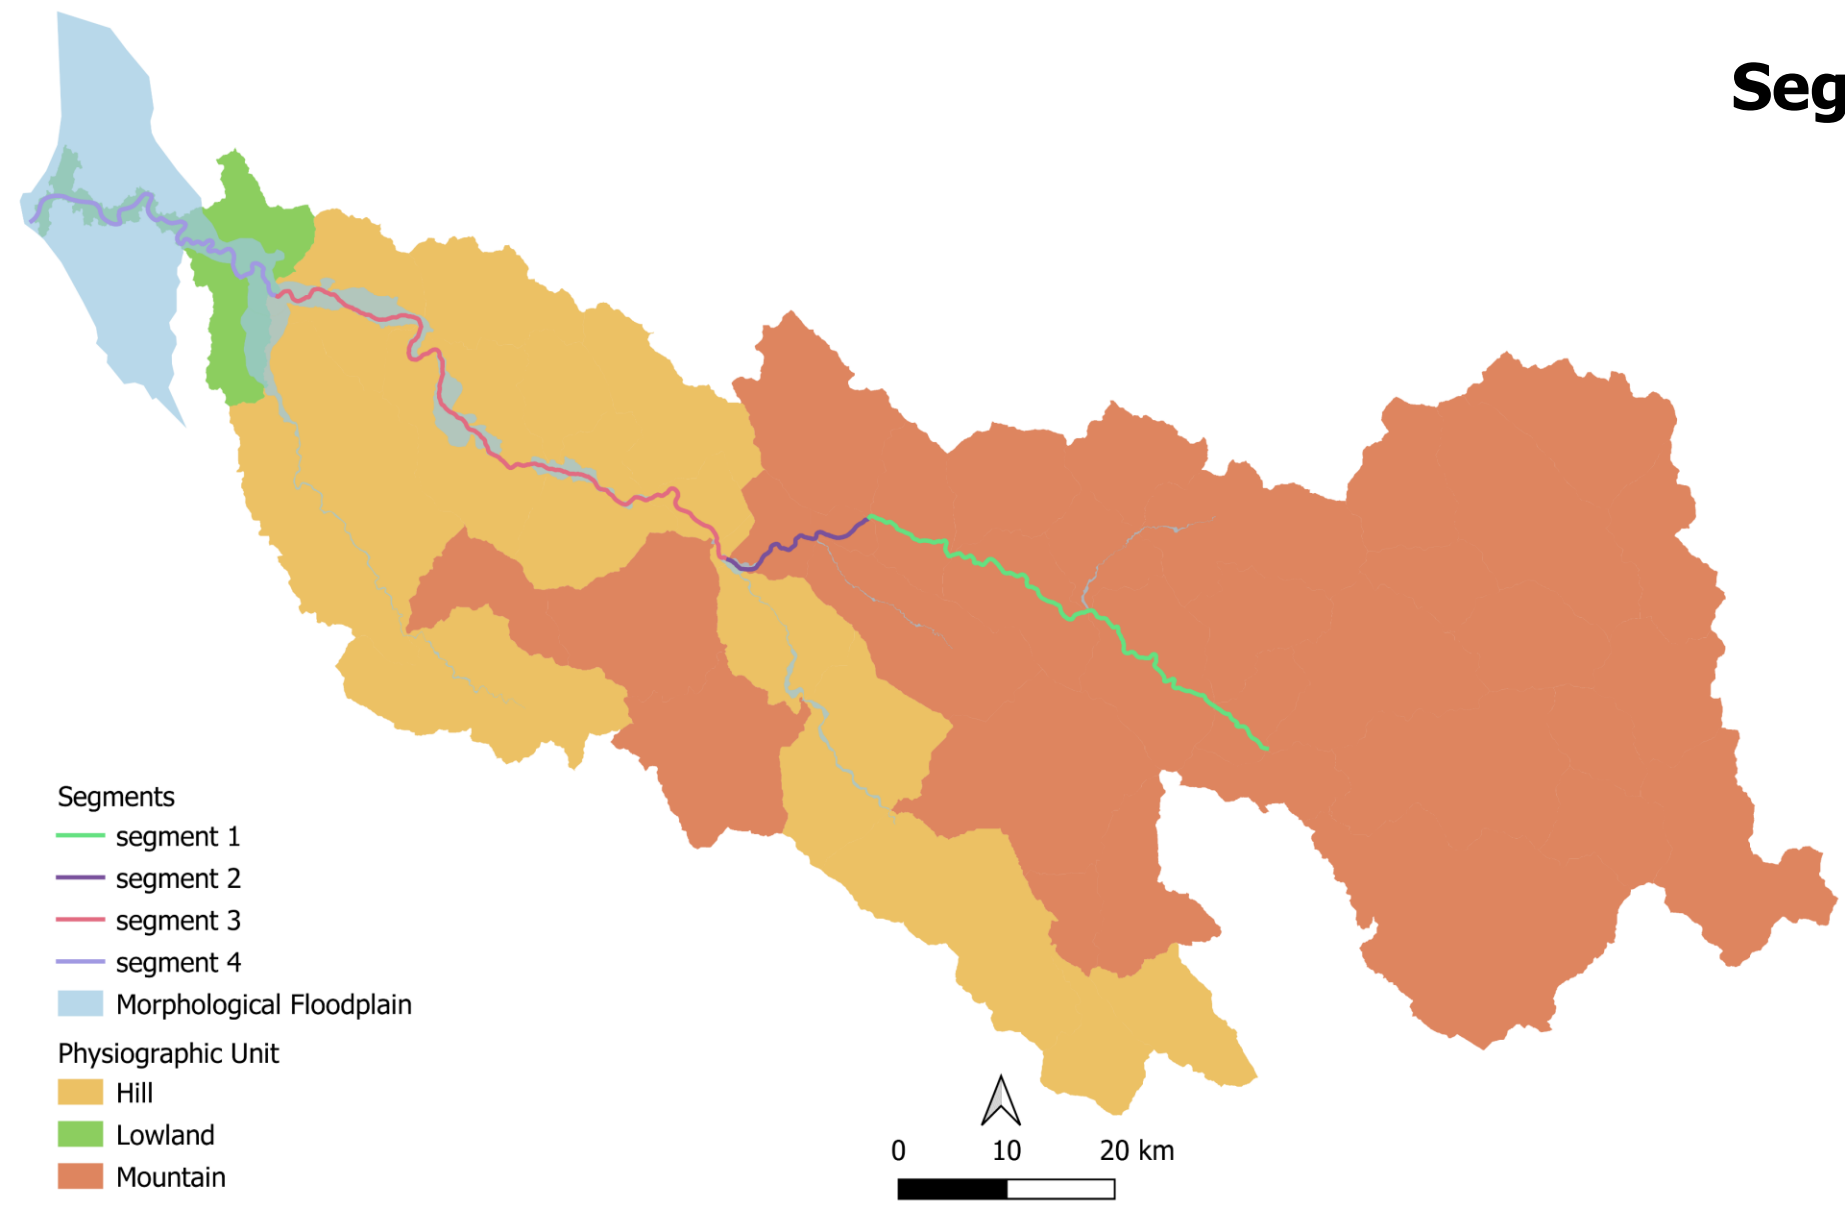 Seg
Segments
segment 1
segment 2
segment 3
segment 4
Morphological Floodplain
Physiographic Unit
Hill
Lowland
Mountain
0 10 20 km